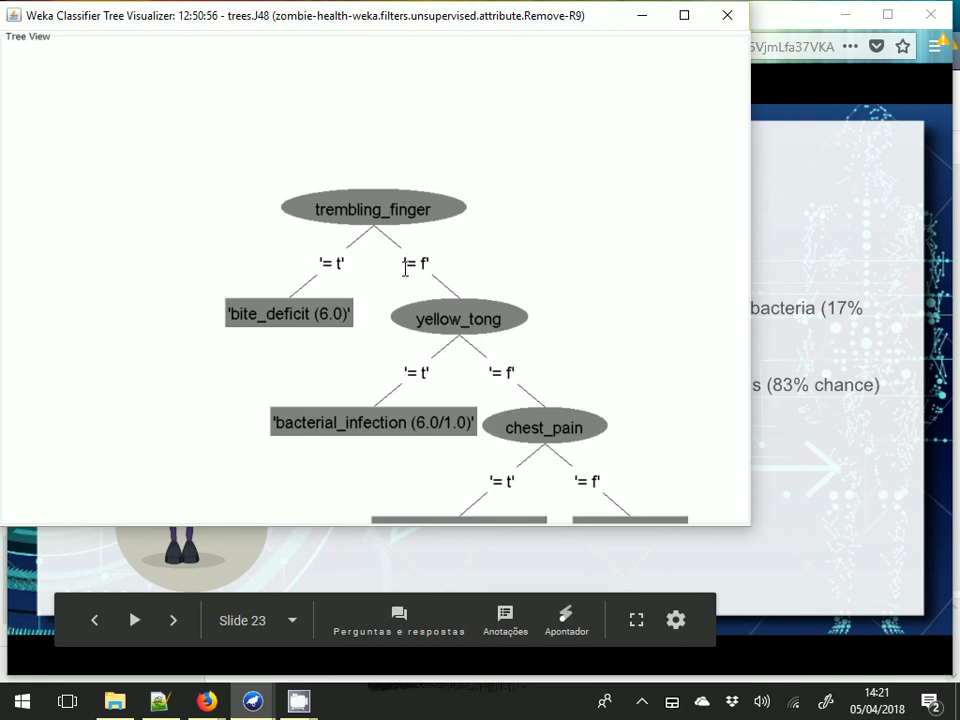 Weka Classifier Tree Visualizer: 12:50:56 - trees.J48 (zombie-health-weka.filters.unsupervised.attribute.Remove-R9)
5VjmLfa37VKA
Tree View
trembling_finger
'= t'
'= f'
'bite_deficit (6.0)'
yellow_tong
'= t'
'= f'
'bacterial_infection (6.0/1.0)'
chest_pain
'= t'
'= f'
bacteria (17%
s (83% chance)
Slide 23
Perguntas e respostas
Anotações
Apontador
14:21
05/04/2018
2